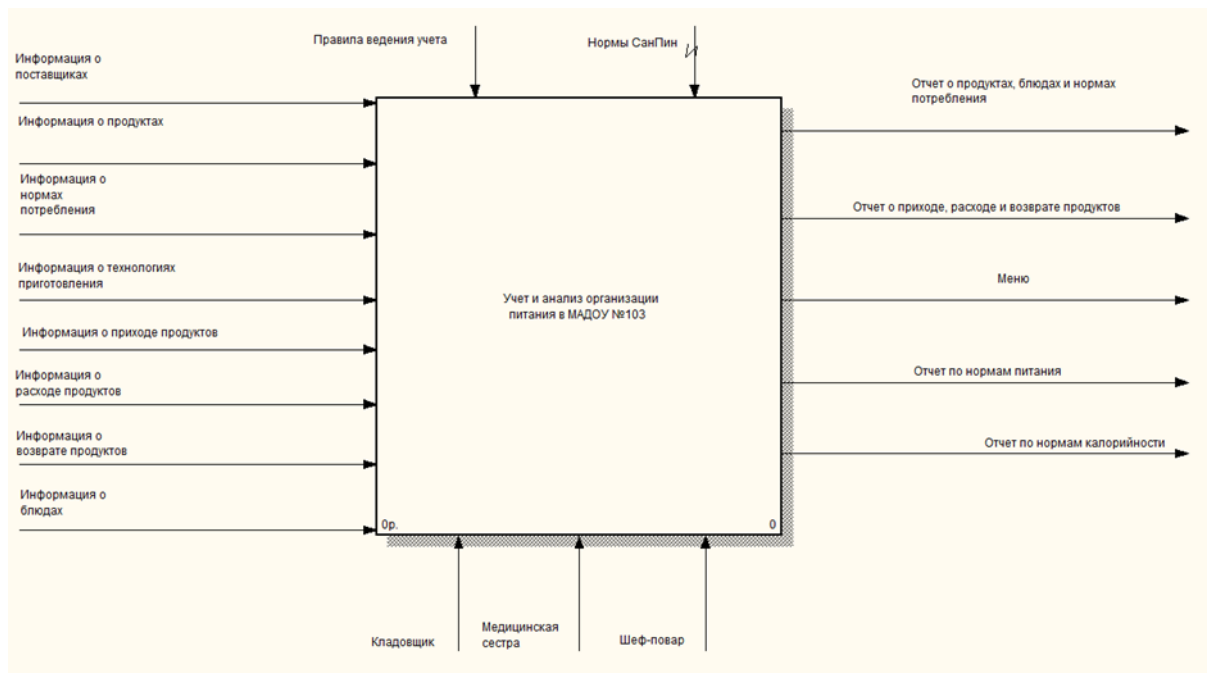 Правила ведения учета
Нормы СанПин
Информация о
поставщиках
Информация о продуктах
Информация о
нормах
потребления
Информация о технологиях
приготовления
Информация о приходе продуктов
Информация о
расходе продуктов
Информация о
возврате продуктов
Информация о
блюдах
Учет и анализ организации
питания в МАДОУ №103
0р.
0
Отчет о продуктах, блюдах и нормах
потребления
Отчет о приходе, расходе и возврате продуктов
Меню
Отчет по нормам питания
Отчет по нормам калорийности
Кладовщик
Медицинская
сестра
Шеф-повар